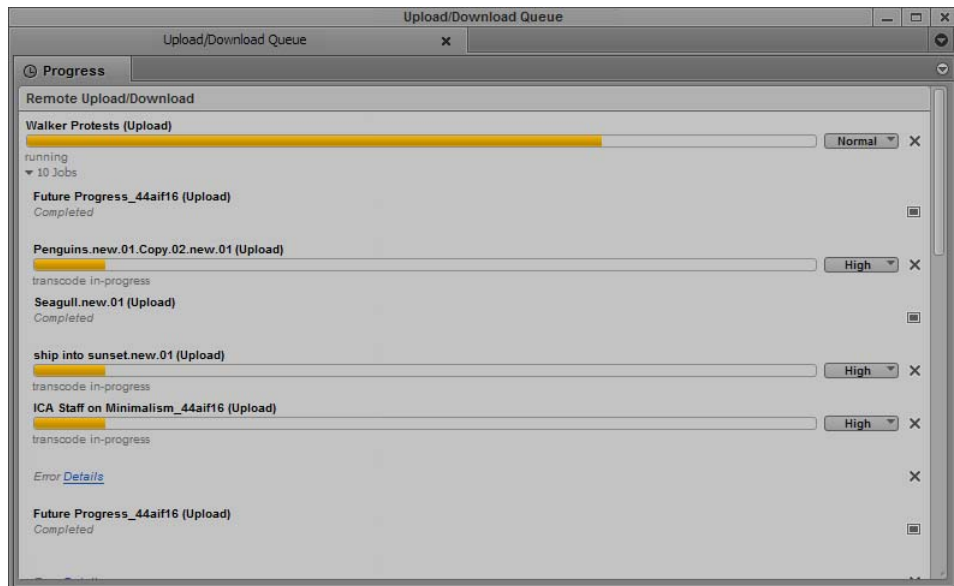 Upload/Download Queue
Upload/Download Queue
Progress
Remote Upload/Download
Walker Protests (Upload)
Normal
running
10 Jobs
Future Progress_44aif16 (Upload)
Completed
Penguins.new.01.Copy.02.new.01 (Upload)
High
transcode in-progress
Seagull.new.01 (Upload)
Completed
ship into sunset.new.01 (Upload)
High
transcode in-progress
ICA Staff on Minimalism_44aif16 (Upload)
High
transcode in-progress
Error Details
Future Progress_44aif16 (Upload)
Completed